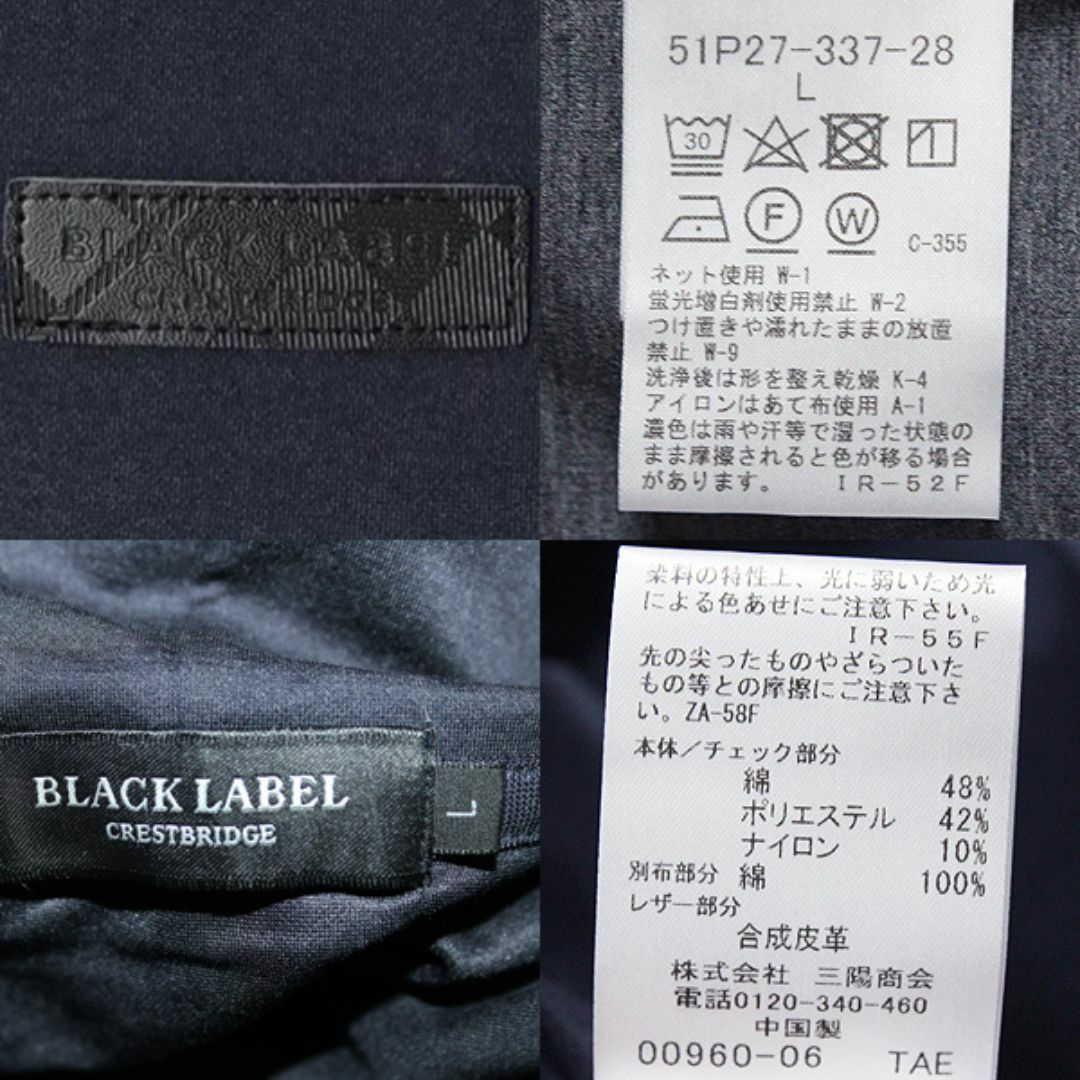 BLACK LABEL
CRESTBRIDGE
51P27-337-28
L
30
F
W
C-355
ネット使用 W-1
蛍光増白剤使用禁止 W-2
つけ置きや濡れたままの放置
禁止 W-9
洗浄後は形を整え乾燥 K-4
アイロンはあて布使用 A-1
濃色は雨や汗等で湿った状態の
まま摩擦されると色が移る場合
があります。 IR-52F
BLACK LABEL
CRESTBRIDGE
L
染料の特性上、光に弱いため光
による色あせにご注意下さい。
IR-55F
先の尖ったものやざらついた
もの等との摩擦にご注意下さ
い。ZA-58F
本体／チェック部分
綿 48%
ポリエステル 42%
ナイロン 10%
別布部分 綿 100%
レザー部分
合成皮革
株式会社 三陽商会
電話0120-340-460
中国製
00960-06 TAE